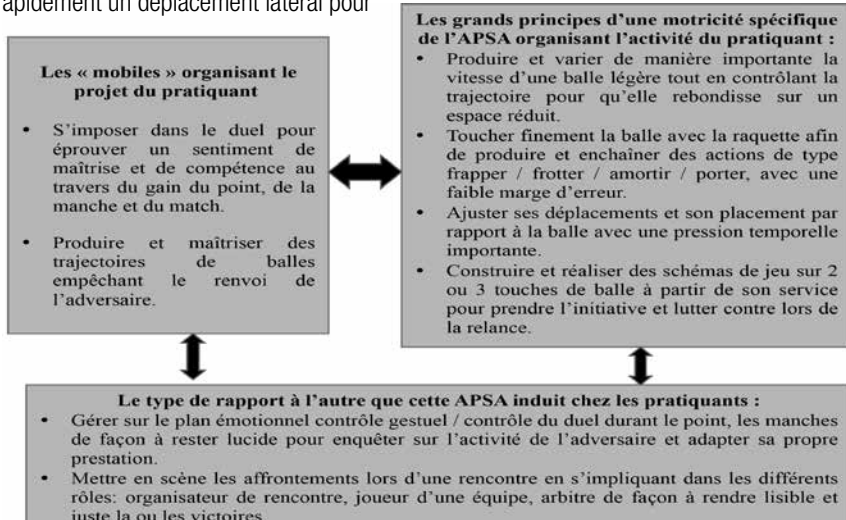 rapidement un déplacement latéral pour
Les « mobiles » organisant le
projet du pratiquant
• S’imposer dans le duel pour
éprouver un sentiment de
maîtrise et de compétence au
travers du gain du point, de la
manche et du match.
• Produire et maîtriser des
trajectoires de balles
empêchant le renvoi de
l’adversaire.
Les grands principes d’une motricité spécifique
de l’APSA organisant l’activité du pratiquant :
• Produire et varier de manière importante la
vitesse d’une balle légère tout en contrôlant la
trajectoire pour qu’elle rebondisse sur un
espace réduit.
• Toucher finement la balle avec la raquette afin
de produire et enchaîner des actions de type
frapper / frotter / amortir / porter, avec une
faible marge d’erreur.
• Ajuster ses déplacements et son placement par
rapport à la balle avec une pression temporelle
importante.
• Construire et réaliser des schémas de jeu sur 2
ou 3 touches de balle à partir de son service
pour prendre l’initiative et lutter contre lors de
la relance.
Le type de rapport à l’autre que cette APSA induit chez les pratiquants :
• Gérer sur le plan émotionnel contrôle gestuel / contrôle du duel durant le point, les manches
de façon à rester lucide pour enquêter sur l’activité de l’adversaire et adapter sa propre
prestation.
• Mettre en scène les affrontements lors d’une rencontre en s’impliquant dans les différents
rôles: organisateur de rencontre, joueur d’une équipe, arbitre de façon à rendre lisible et
juste la ou les victoires